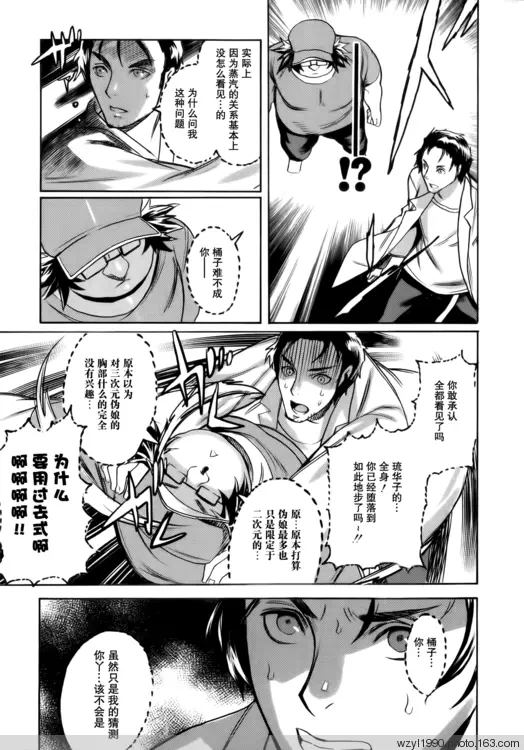 !?
实际上
因为蒸汽的关系基本上
没怎么看见…的
为什么问我
这种问题
桶子难不成
你——
你敢承认
全都看见了吗
琉华子的…
全身!
你已经堕落到
如此地步了吗!
原…原本打算
伪娘最多也
只是限定于
二次元的…
原本以为
对三次元伪娘的
胸部什么的完全
没有兴趣…
为什么
要用过去式啊
啊啊啊啊!!
桶子…
你…
虽然只是我的猜测
你丫…该不会是
wzyl1990.photo.163.com